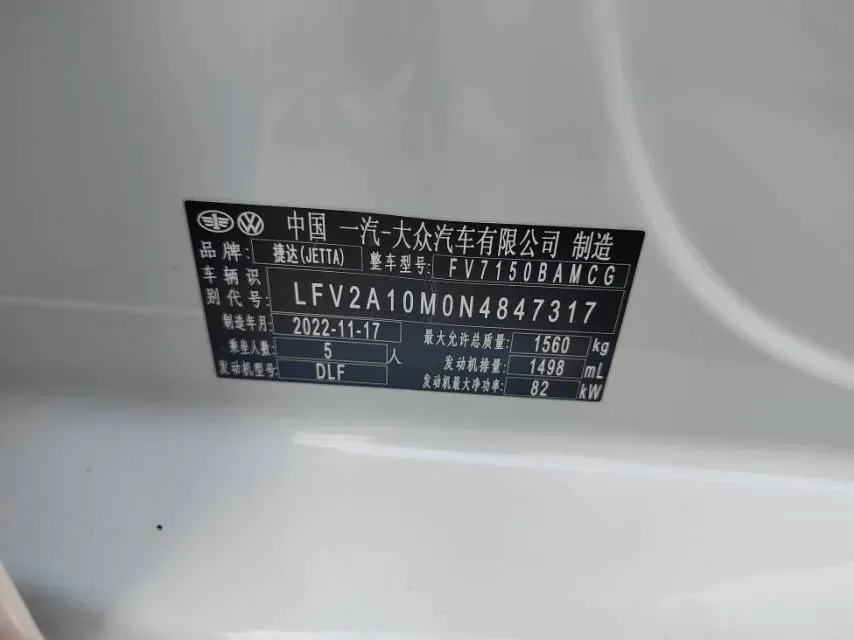 中国 一汽-大众汽车有限公司 制造
品牌: 捷达(JETTA) 整车型号: FV7150BAMCG
车辆识别代号: LFV2A10M0N4847317
制造年月: 2022-11-17 最大允许总质量: 1560 kg
乘坐人数: 5 人 发动机排量: 1498 mL
发动机型号: DLF 发动机最大净功率: 82 kW